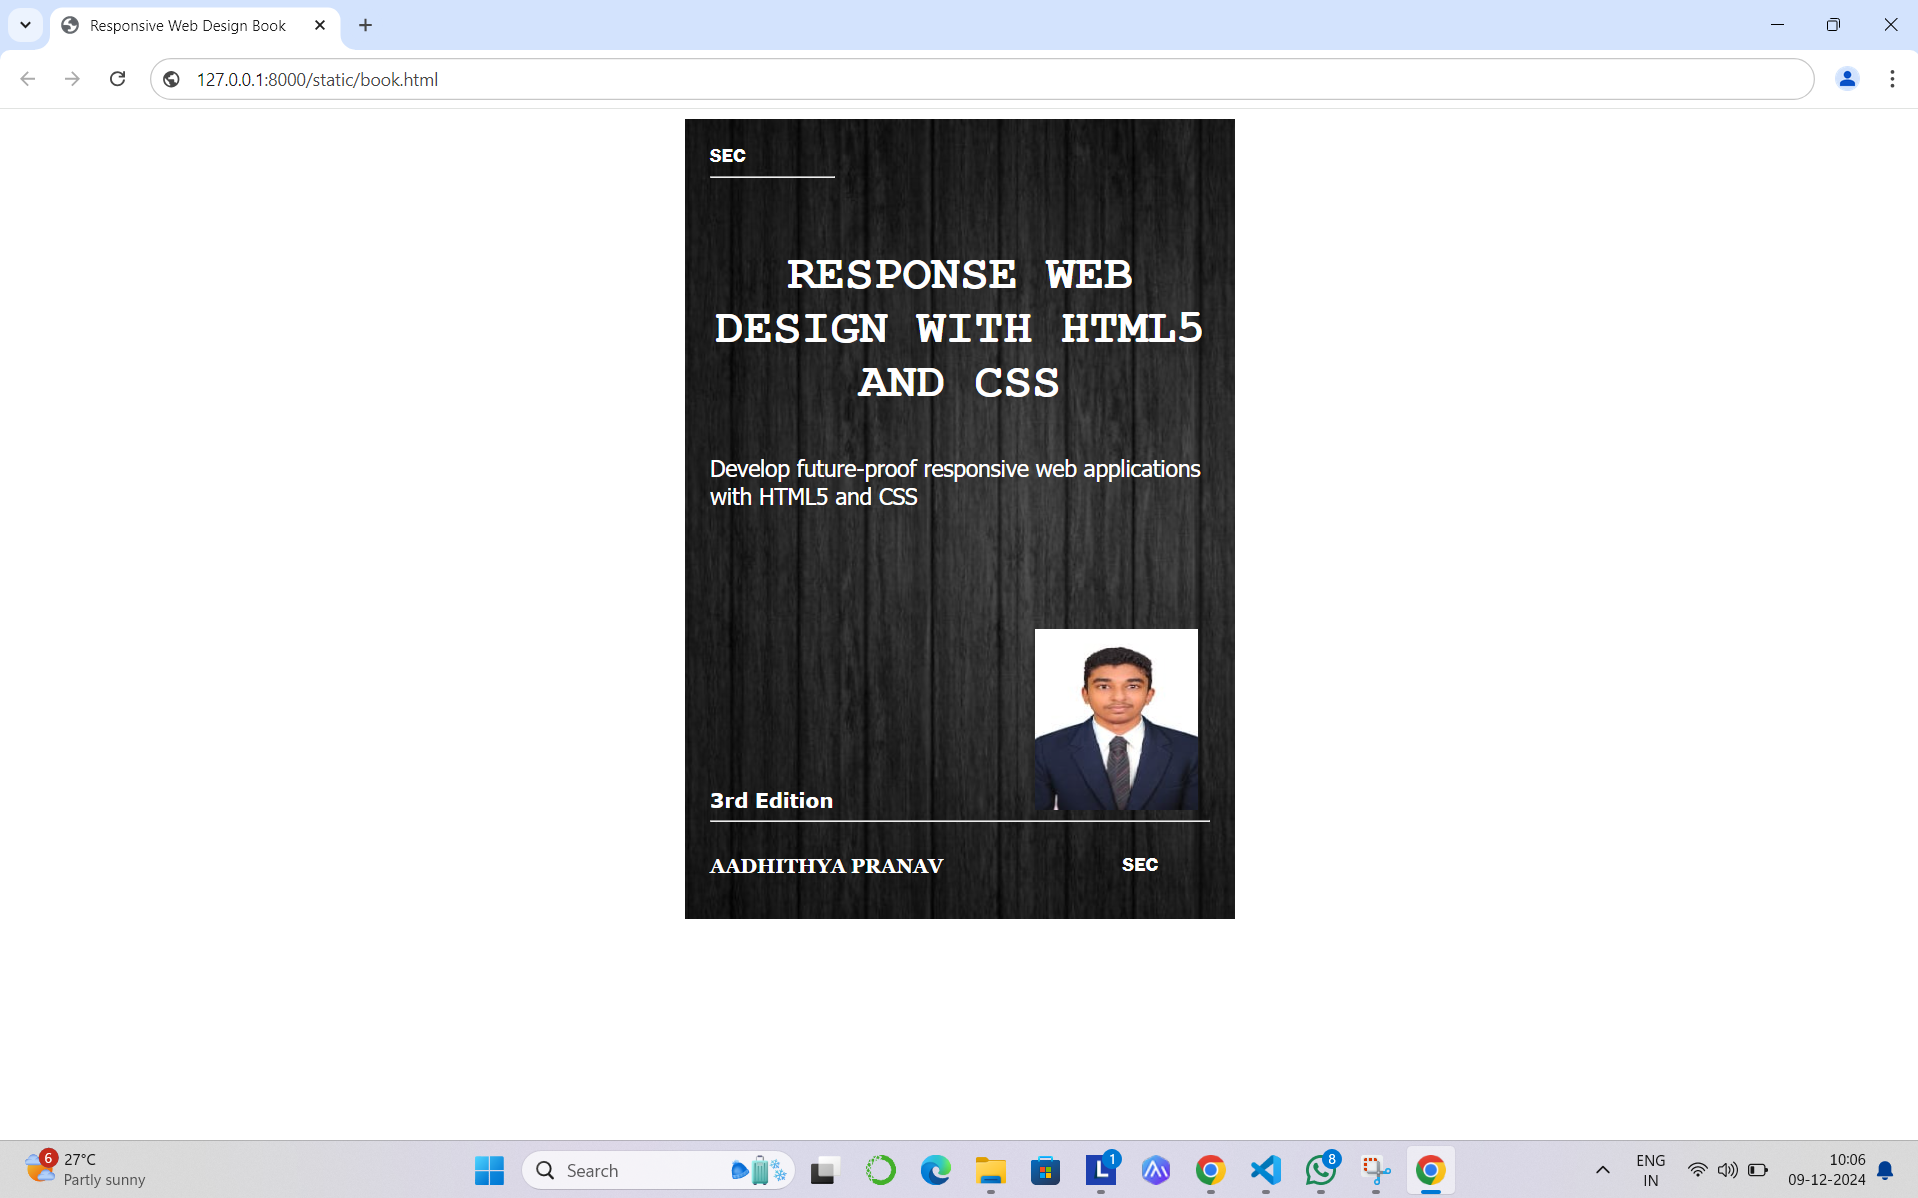 Responsive Web Design Book
127.0.0.1:8000/static/book.html
SEC
RESPONSE WEB
DESIGN WITH HTML5
AND CSS
Develop future-proof responsive web applications
with HTML5 and CSS
3rd Edition
AADHITHYA PRANAV
SEC
6
27°C
Partly sunny
Search
L
1
8
ENG
IN
10:06
09-12-2024